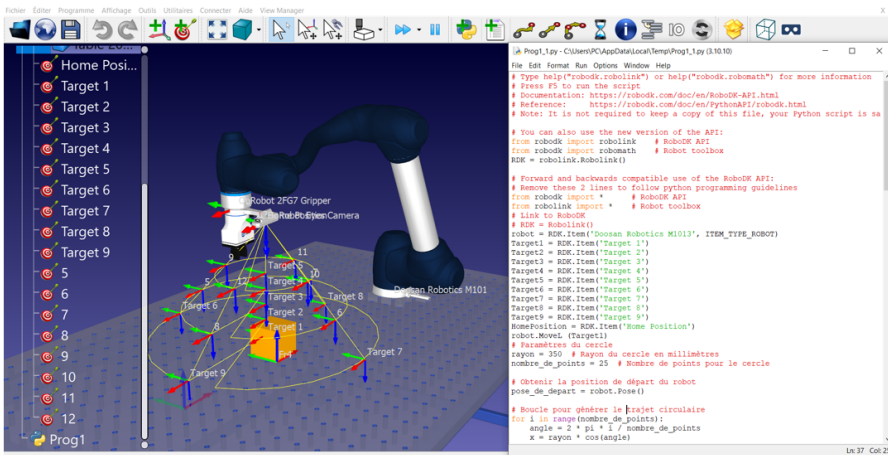 Fichier Éditer Programme Affichage Outils Utilitaires Connecter Aide View Manager
Home Posi...
Target 1
Target 2
Target 3
Target 4
Target 5
Target 6
Target 7
Target 8
Target 9
5
6
7
8
9
10
11
12
Prog1
OnRobot 2FG7 Gripper
Camera
Doosan Robotics M101
11
9
Target 5
10
5
12
Target 3
Target 8
Target 6
Target 2
6
8
Target 1
Target 7
Target 9
Prog1_1.py - C:\Users\PC\AppData\Local\Temp\Prog1_1.py (3.10.10)
File Edit Format Run Options Window Help
# Type help("robodk.robolink") or help("robodk.robomath") for more information
# Press F5 to run the script
# Documentation: https://robodk.com/doc/en/RoboDK-API.html
# Reference: https://robodk.com/doc/en/PythonAPI/robodk.html
# Note: It is not required to keep a copy of this file, your Python script is sa
# You can also use the new version of the API:
from robodk import robolink # RoboDK API
from robodk import robomath # Robot toolbox
RDK = robolink.Robolink()
# Forward and backwards compatible use of the RoboDK API:
# Remove these 2 lines to follow python programming guidelines
from robodk import * # RoboDK API
from robolink import * # Robot toolbox
# Link to RoboDK
# RDK = Robolink()
robot = RDK.Item('Doosan Robotics M1013', ITEM_TYPE_ROBOT)
Target1 = RDK.Item('Target 1')
Target2 = RDK.Item('Target 2')
Target3 = RDK.Item('Target 3')
Target4 = RDK.Item('Target 4')
Target5 = RDK.Item('Target 5')
Target6 = RDK.Item('Target 6')
Target7 = RDK.Item('Target 7')
Target8 = RDK.Item('Target 8')
Target9 = RDK.Item('Target 9')
HomePosition = RDK.Item('Home Position')
robot.MoveL (Target1)
# Paramètres du cercle
rayon = 350 # Rayon du cercle en millimètres
nombre_de_points = 25 # Nombre de points pour le cercle
# Obtenir la position de départ du robot
pose_de_depart = robot.Pose()
# Boucle pour générer le trajet circulaire
for i in range(nombre_de_points):
angle = 2 * pi * i / nombre_de_points
x = rayon * cos(angle)
Ln: 37 Col: 25